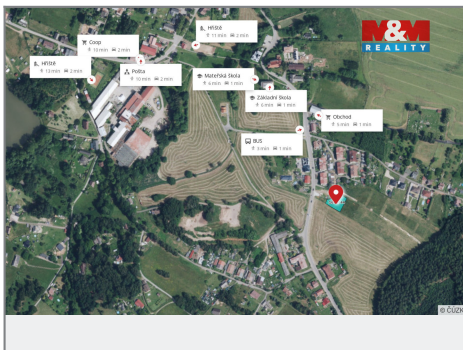 Hřiště
11 min 2 min
M&M
REALITY
Coop
10 min 2 min
Hřiště
13 min 2 min
Pošta
10 min 2 min
Mateřská škola
6 min 1 min
Základní škola
6 min 1 min
Obchod
3 min 1 min
BUS
3 min 1 min
© ČÚZK